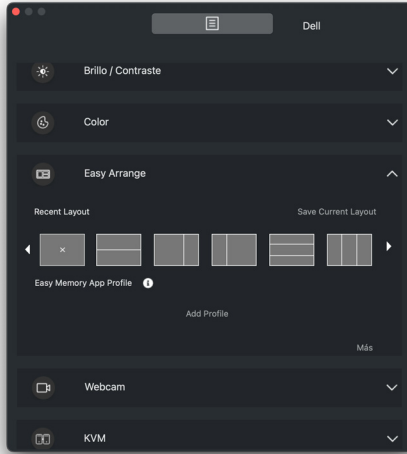 Dell
Brillo / Contraste
Color
Easy Arrange
Recent Layout
Save Current Layout
Easy Memory App Profile
Add Profile
Más
Webcam
KVM